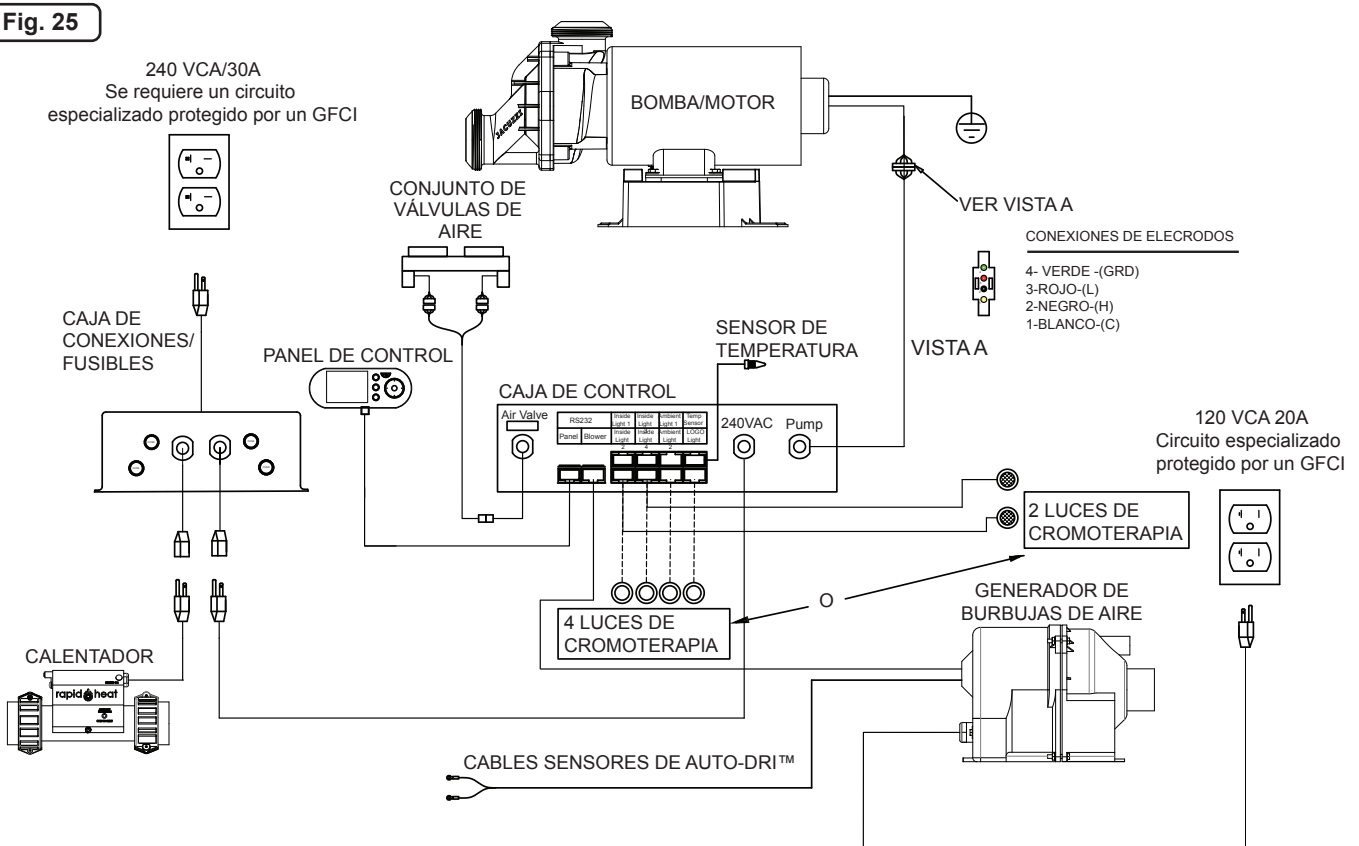 Fig. 25
240 VCA/30A
Se requiere un circuito
especializado protegido por un GFCI
BOMBA/MOTOR
JACUZZI
CONJUNTO DE
VÁLVULAS DE
AIRE
VER VISTA A
CONEXIONES DE ELECRODOS
4- VERDE -(GRD)
3-ROJO-(L)
2-NEGRO-(H)
1-BLANCO-(C)
VISTA A
CAJA DE
CONEXIONES/
FUSIBLES
PANEL DE CONTROL
SENSOR DE
TEMPERATURA
CAJA DE CONTROL
Air Valve
RS232
Panel
Blower
Inside
Light 1
Inside
Light
Ambient
Light 1
Temp
Sensor
Inside
Light
2
Inside
Light
4
Ambient
2
LOGO
Light
240VAC
Pump
120 VCA 20A
Circuito especializado
protegido por un GFCI
2 LUCES DE
CROMOTERAPIA
O
4 LUCES DE
CROMOTERAPIA
GENERADOR DE
BURBUJAS DE AIRE
CALENTADOR
rapid heat
CABLES SENSORES DE AUTO-DRI™